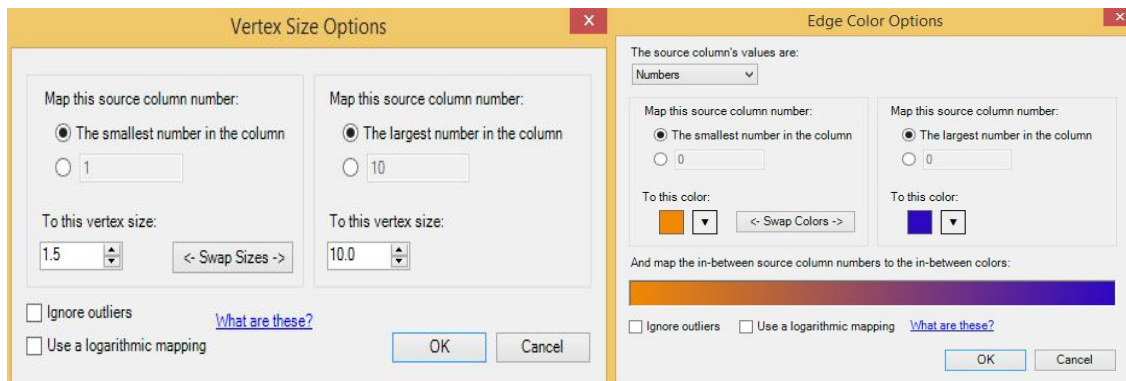 Vertex Size Options
x
Map this source column number:
Map this source column number:
The smallest number in the column
The largest number in the column
1
10
To this vertex size:
To this vertex size:
1.5
<- Swap Sizes ->
10.0
Ignore outliers
What are these?
Use a logarithmic mapping
OK
Cancel
Edge Color Options
x
The source column's values are:
Numbers
Map this source column number:
Map this source column number:
The smallest number in the column
The largest number in the column
0
0
To this color:
To this color:
<- Swap Colors ->
And map the in-between source column numbers to the in-between colors:
Ignore outliers
Use a logarithmic mapping
What are these?
OK
Cancel